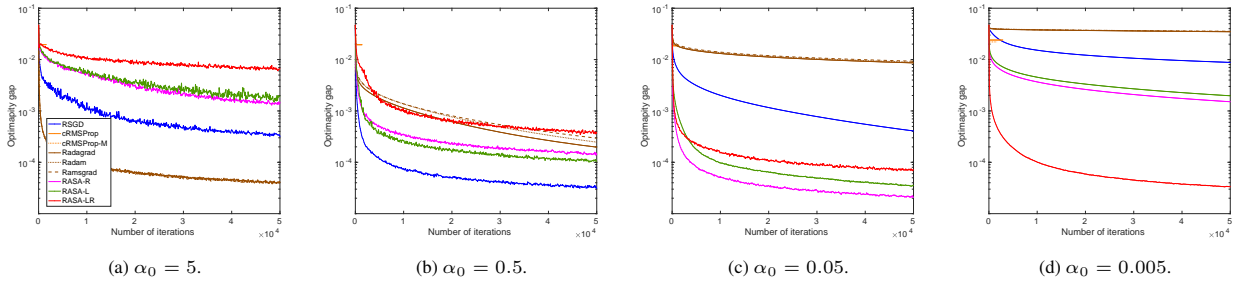 10^-1
10^-2
10^-3
10^-4
Optimapity gap
RSGD
cRMSProp
cRMSProp-M
Radagrad
Radam
Ramsgrad
RASA-R
RASA-L
RASA-LR
0 1 2 3 4 5
×10^4
Number of iterations
(a) α₀ = 5.
10^-1
10^-2
10^-3
10^-4
Optimapity gap
0 1 2 3 4 5
×10^4
Number of iterations
(b) α₀ = 0.5.
10^-1
10^-2
10^-3
10^-4
Optimapity gap
0 1 2 3 4 5
×10^4
Number of iterations
(c) α₀ = 0.05.
10^-1
10^-2
10^-3
10^-4
Optimapity gap
0 1 2 3 4 5
×10^4
Number of iterations
(d) α₀ = 0.005.